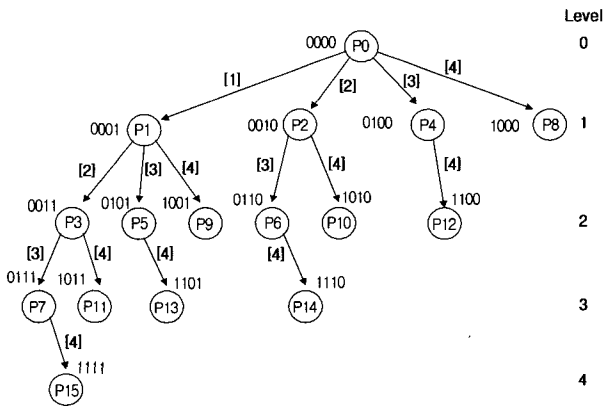 Level
0000 P0 0
[1] [2] [3] [4]
0001 P1 0010 P2 0100 P4 1000 P8 1
[2] [3] [4] [3] [4] [4]
0011 0101 1001 0110 1010 1100
P3 P5 P9 P6 P10 P12 2
[3] [4] [4] [4]
0111 1011 1101 1110
P7 P11 P13 P14 3
[4]
1111
P15 4